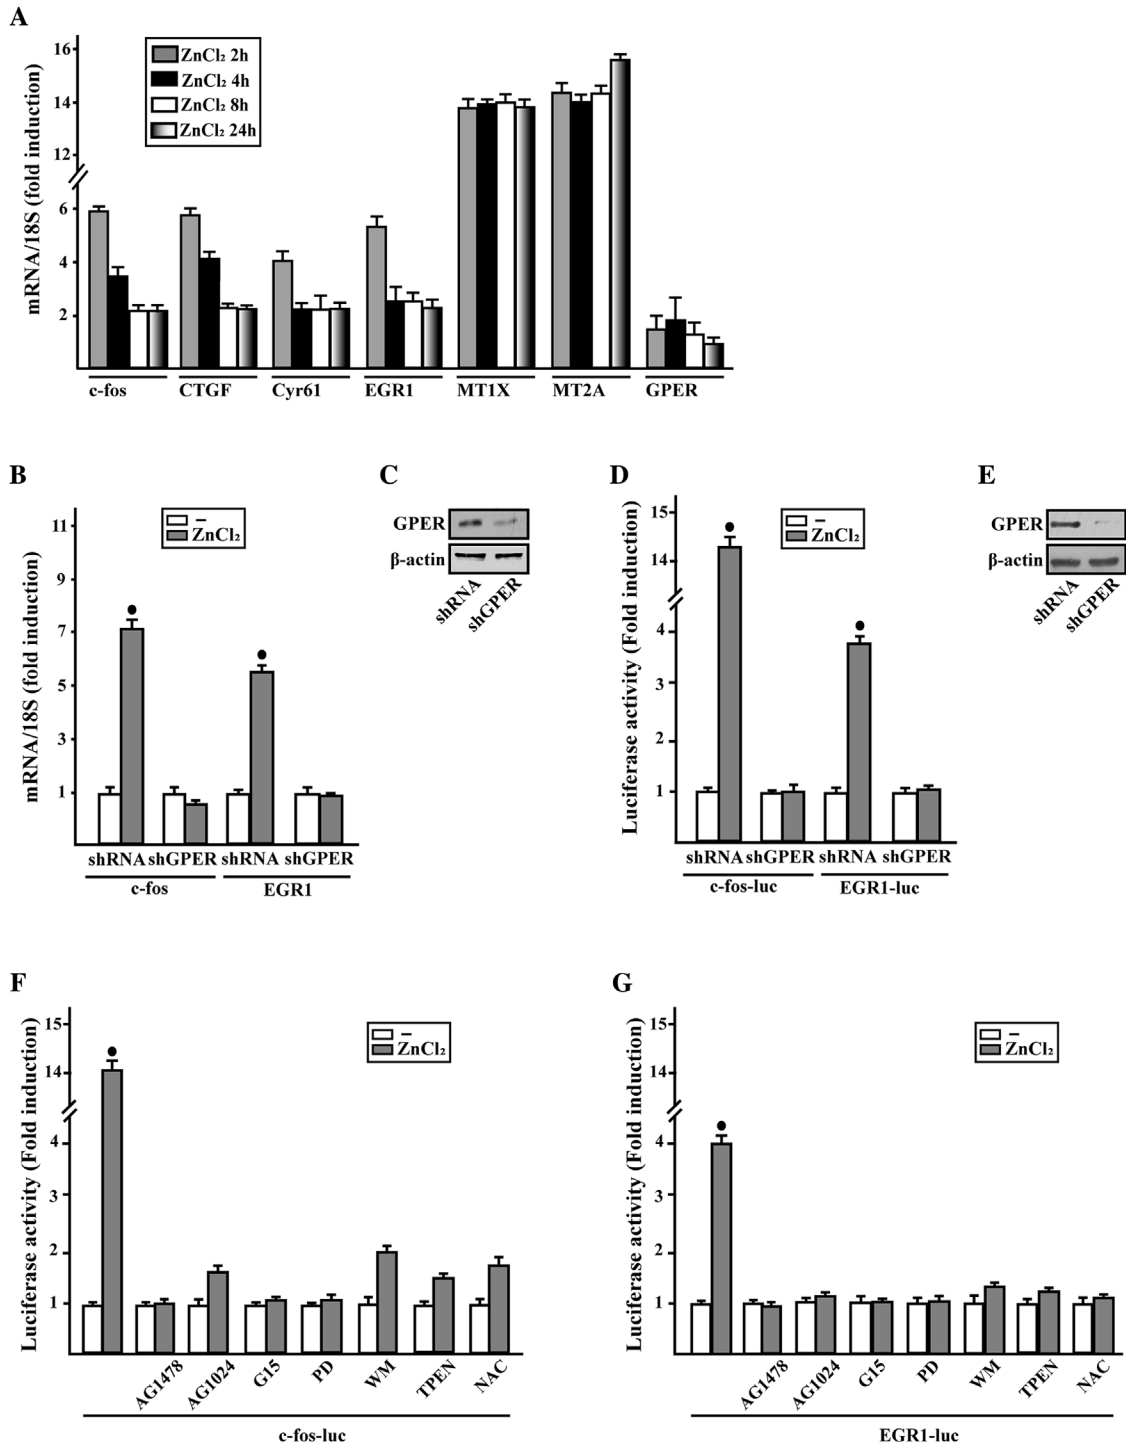 A
ZnCl₂ 2h
ZnCl₂ 4h
ZnCl₂ 8h
ZnCl₂ 24h
mRNA/18S (fold induction)
16
14
12
6
4
2
c-fos CTGF Cyr61 EGR1 MT1X MT2A GPER
B
mRNA/18S (fold induction)
11
9
7
5
3
1
–
ZnCl₂
shRNA shGPER shRNA shGPER
c-fos EGR1
C
GPER
β-actin
shRNA shGPER
D
Luciferase activity (Fold induction)
15
14
4
3
2
1
–
ZnCl₂
shRNA shGPER shRNA shGPER
c-fos-luc EGR1-luc
E
GPER
β-actin
shRNA shGPER
F
Luciferase activity (Fold induction)
15
14
4
3
2
1
–
ZnCl₂
AG1478 AG1024 G15 PD WM TPEN NAC
c-fos-luc
G
Luciferase activity (Fold induction)
15
14
4
3
2
1
–
ZnCl₂
AG1478 AG1024 G15 PD WM TPEN NAC
EGR1-luc